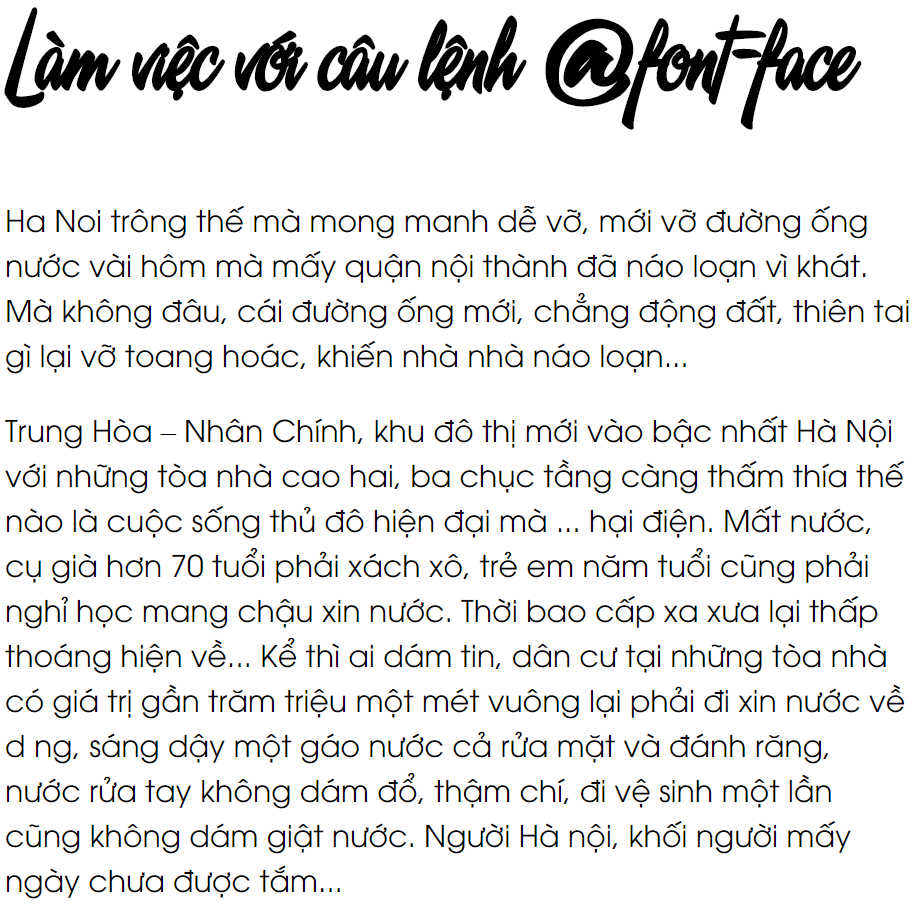 Làm việc với câu lệnh @font-face
Ha Noi trông thế mà mong manh dễ vỡ, mới vỡ đường ống
nước vài hôm mà mấy quận nội thành đã náo loạn vì khát.
Mà không đâu, cái đường ống mới, chẳng động đất, thiên tai
gì lại vỡ toang hoác, khiến nhà nhà náo loạn...
Trung Hòa – Nhân Chính, khu đô thị mới vào bậc nhất Hà Nội
với những tòa nhà cao hai, ba chục tầng càng thấm thía thế
nào là cuộc sống thủ đô hiện đại mà ... hại điện. Mất nước,
cụ già hơn 70 tuổi phải xách xô, trẻ em năm tuổi cũng phải
nghỉ học mang chậu xin nước. Thời bao cấp xa xưa lại thấp
thoáng hiện về... Kể thì ai dám tin, dân cư tại những tòa nhà
có giá trị gần trăm triệu một mét vuông lại phải đi xin nước về
d ng, sáng dậy một gáo nước cả rửa mặt và đánh răng,
nước rửa tay không dám đổ, thậm chí, đi vệ sinh một lần
cũng không dám giật nước. Người Hà nội, khối người mấy
ngày chưa được tắm...